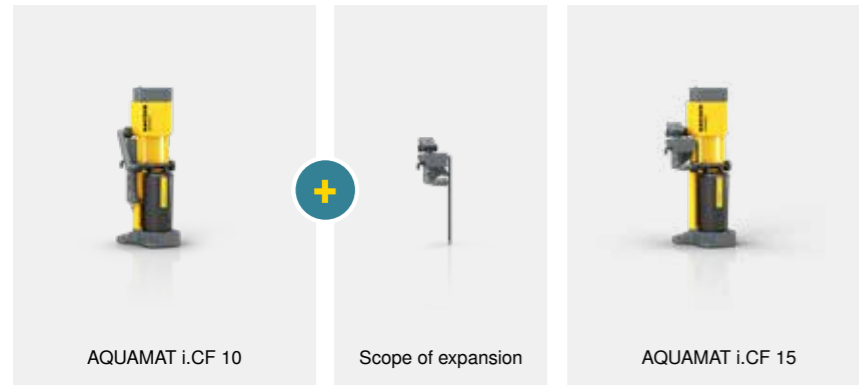 +
AQUAMAT i.CF 10
Scope of expansion
AQUAMAT i.CF 15